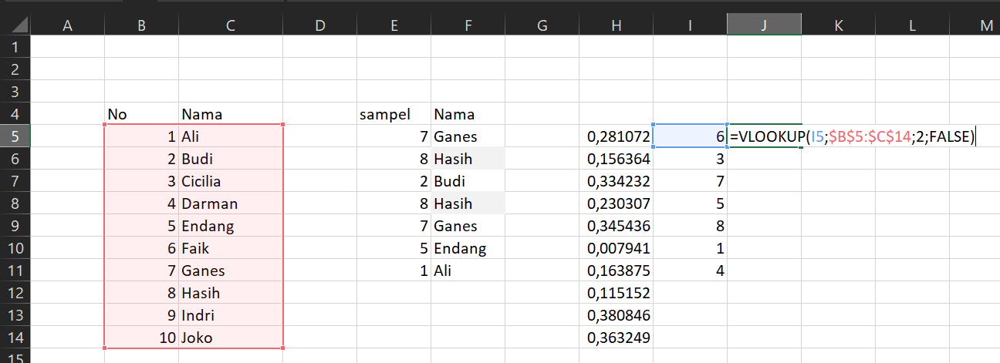 A B C D E F G H I J K L M
1
2
3
4 No Nama sampel Nama
5 1 Ali 7 Ganes 0,281072 6 =VLOOKUP(I5;$B$5:$C$14;2;FALSE)
6 2 Budi 8 Hasih 0,156364 3
7 3 Cicilia 2 Budi 0,334232 7
8 4 Darman 8 Hasih 0,230307 5
9 5 Endang 7 Ganes 0,345436 8
10 6 Faik 5 Endang 0,007941 1
11 7 Ganes 1 Ali 0,163875 4
12 8 Hasih 0,115152
13 9 Indri 0,380846
14 10 Joko 0,363249
15